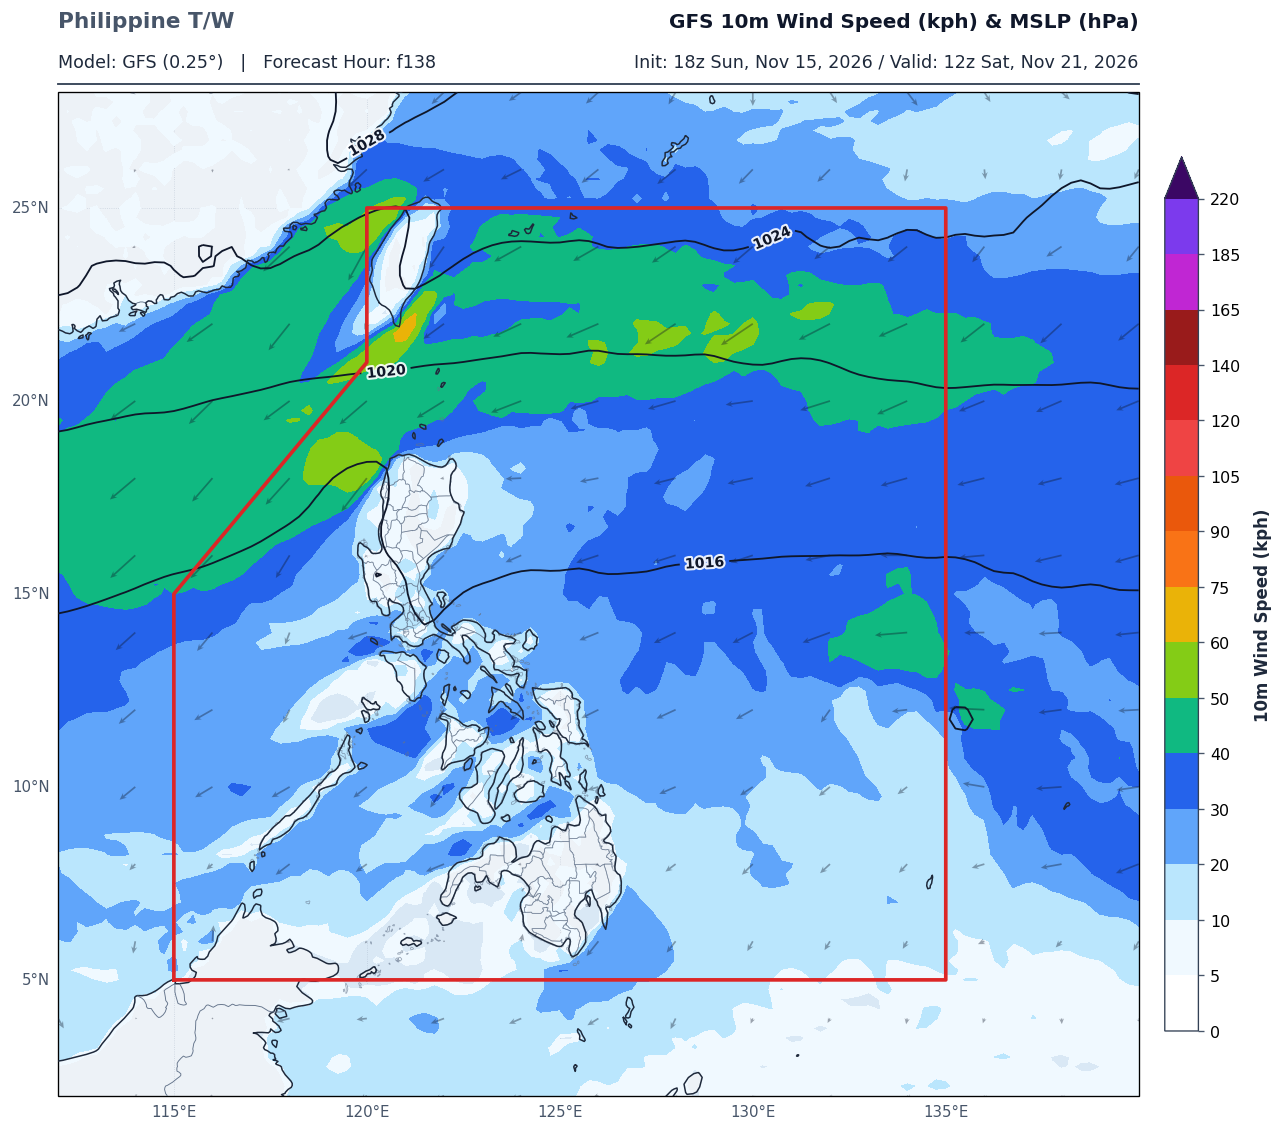 Philippine T/W
GFS 10m Wind Speed (kph) & MSLP (hPa)
Model: GFS (0.25°)   |   Forecast Hour: f138
Init: 18z Sun, Nov 15, 2026 / Valid: 12z Sat, Nov 21, 2026
1028
1024
1020
1016
25°N
20°N
15°N
10°N
5°N
115°E
120°E
125°E
130°E
135°E
220
185
165
140
120
105
90
75
60
50
40
30
20
10
5
0
10m Wind Speed (kph)